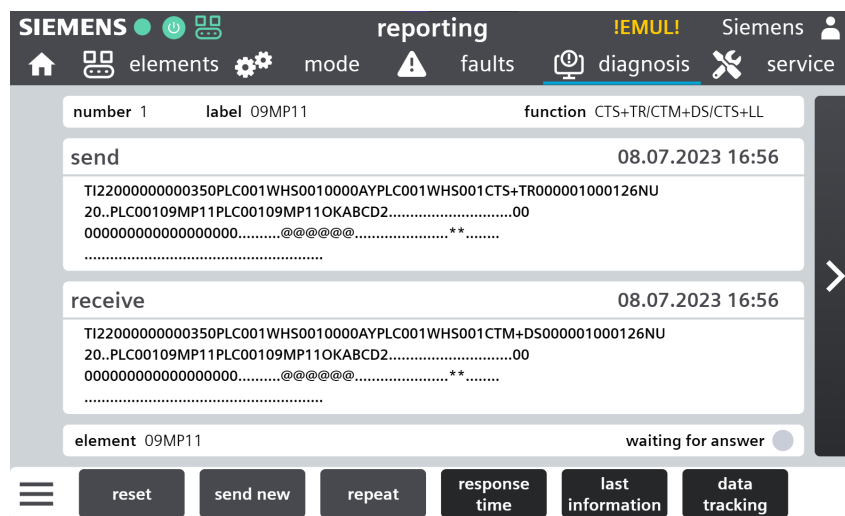 SIEMENS reporting !EMUL! Siemens
elements mode faults diagnosis service
number 1 label 09MP11 function CTS+TR/CTM+DS/CTS+LL
send 08.07.2023 16:56
TI22000000000350PLC001WHS0010000AYPLC001WHS001CTS+TR000001000126NU
20..PLC00109MP11PLC00109MP11OKABCD2.............................00
000000000000000000..........@@@@@@......................**........
........................................................
receive 08.07.2023 16:56
TI22000000000350PLC001WHS0010000AYPLC001WHS001CTM+DS000001000126NU
20..PLC00109MP11PLC00109MP11OKABCD2.............................00
000000000000000000..........@@@@@@......................**........
........................................................
element 09MP11 waiting for answer
reset send new repeat response time last information data tracking